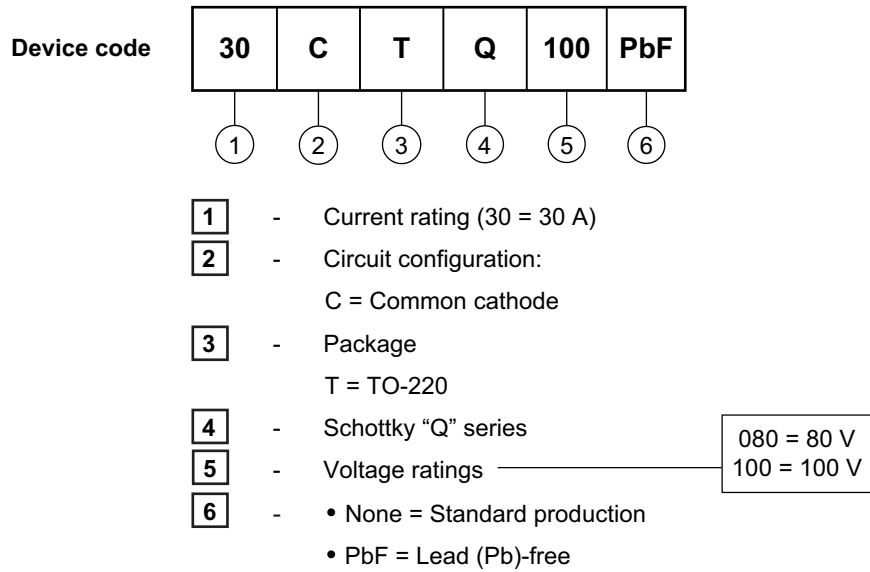 Device code 30 C T Q 100 PbF
1 2 3 4 5 6
1 - Current rating (30 = 30 A)
2 - Circuit configuration:
C = Common cathode
3 - Package
T = TO-220
4 - Schottky “Q” series
5 - Voltage ratings
080 = 80 V
100 = 100 V
6 - • None = Standard production
• PbF = Lead (Pb)-free